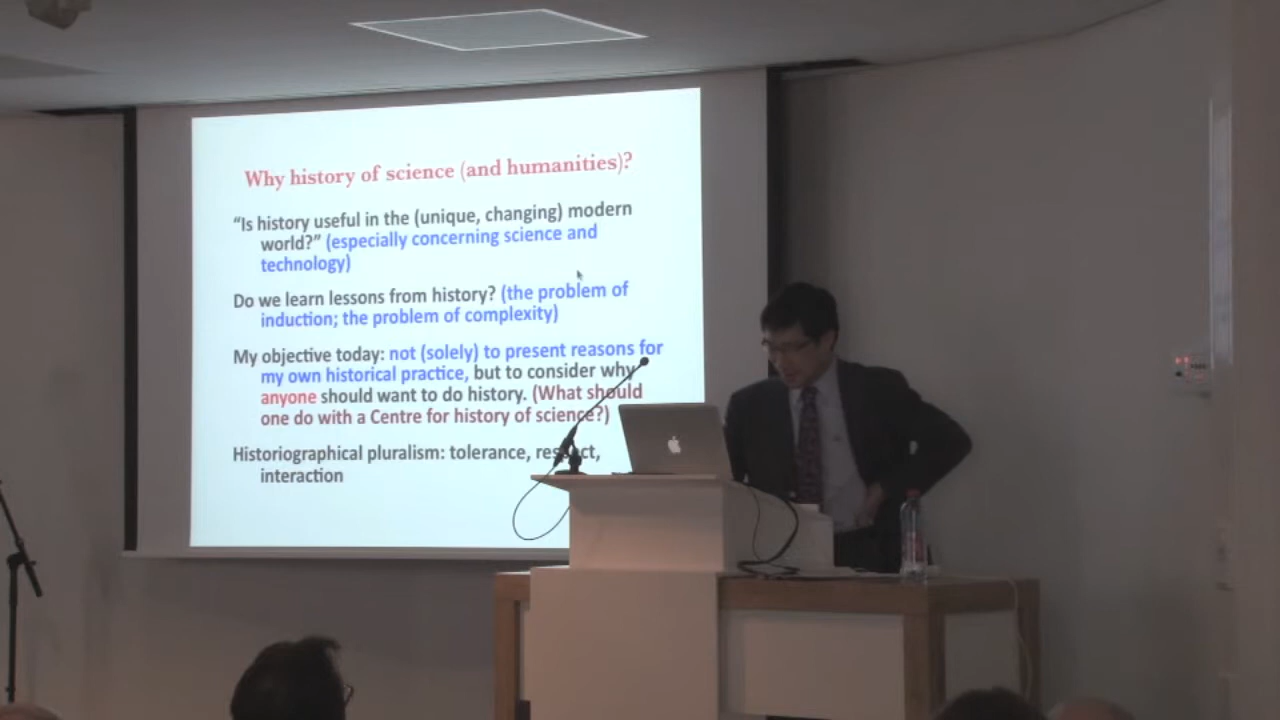 Why history of science (and humanities)?
“Is history useful in the (unique, changing) modern
world?” (especially concerning science and
technology)
Do we learn lessons from history? (the problem of
induction; the problem of complexity)
My objective today: not (solely) to present reasons for
my own historical practice, but to consider why
anyone should want to do history. (What should
one do with a Centre for history of science?)
Historiographical pluralism: tolerance, respect,
interaction